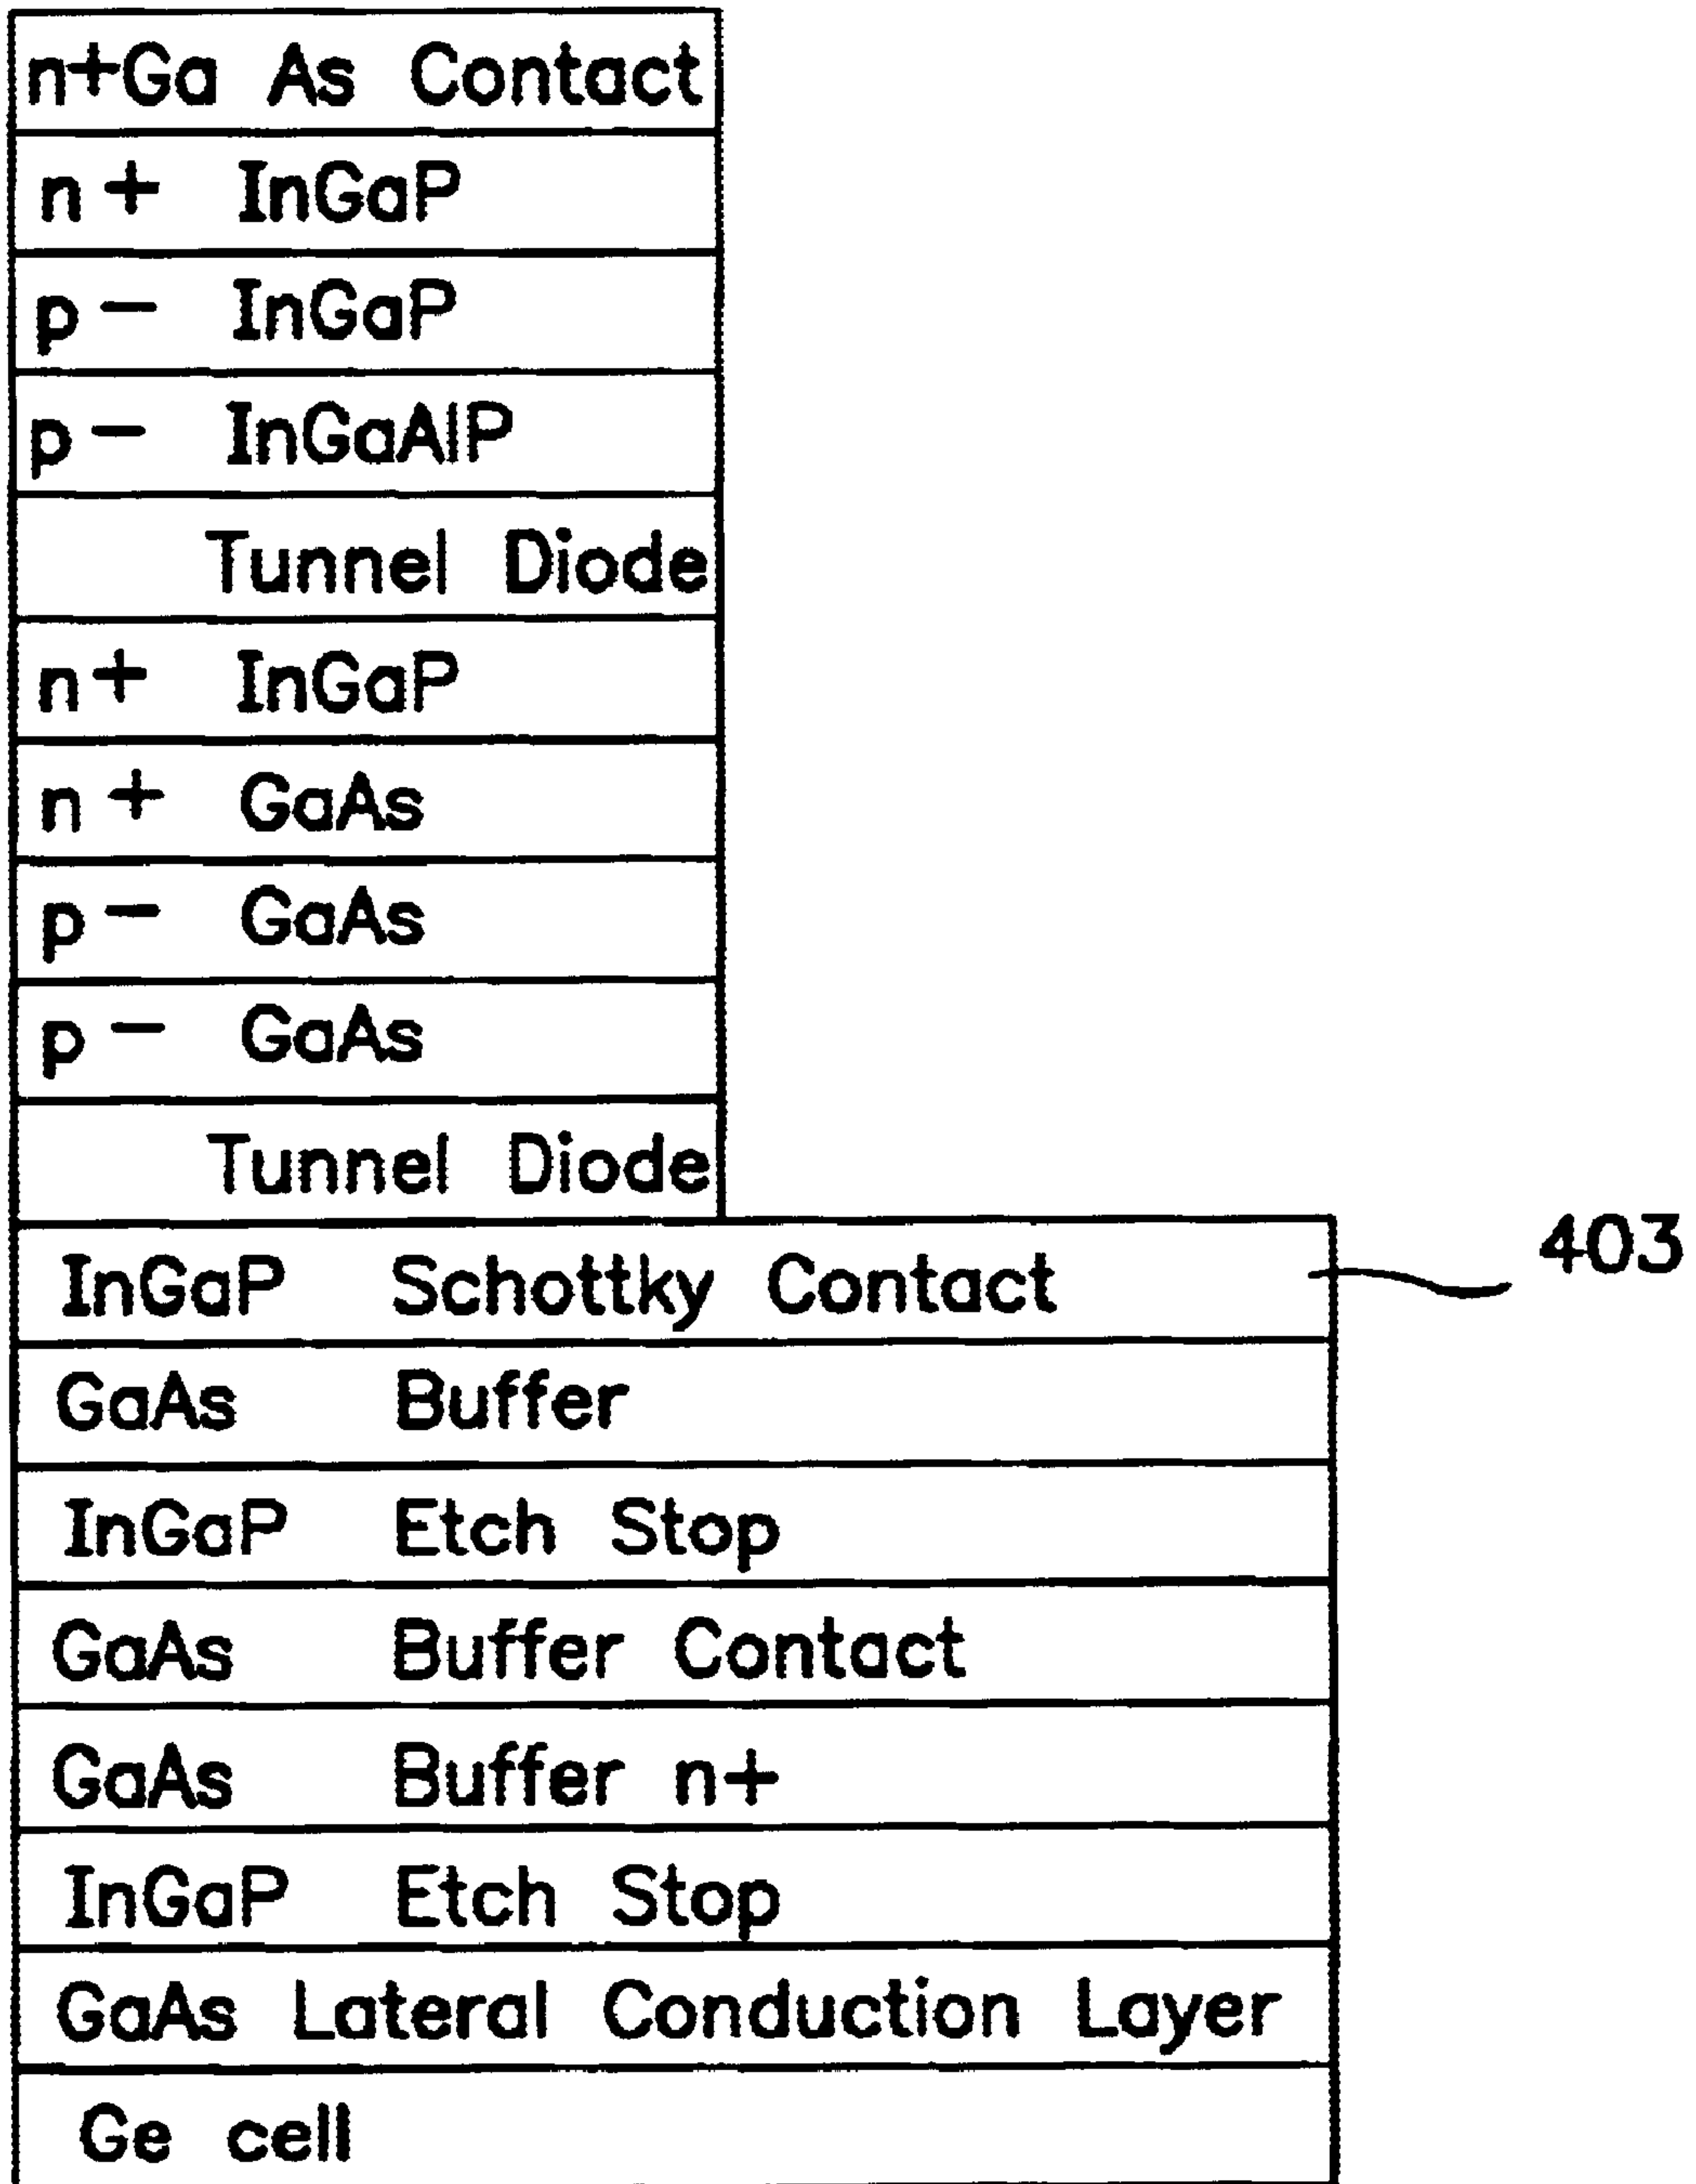 n+Ga As Contact
n+ InGaP
p- InGaP
p- InGaAlP
Tunnel Diode
n+ InGaP
n+ GaAs
p- GaAs
p- GaAs
Tunnel Diode
InGaP Schottky Contact
403
GaAs Buffer
InGaP Etch Stop
GaAs Buffer Contact
GaAs Buffer n+
InGaP Etch Stop
GaAs Lateral Conduction Layer
Ge cell